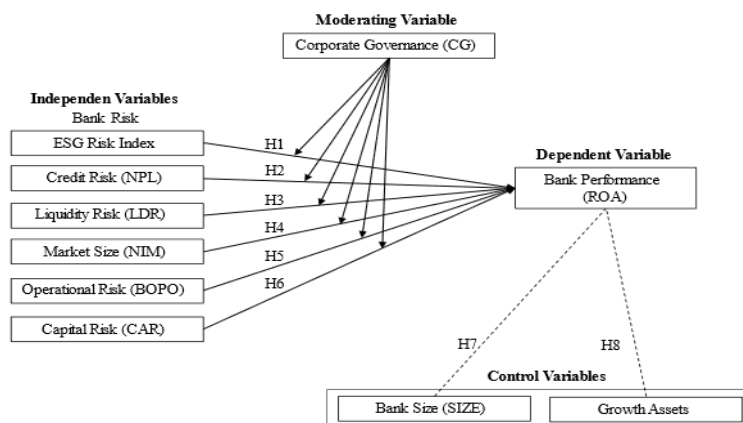 Moderating Variable
Corporate Governance (CG)
Independen Variables
Bank Risk
ESG Risk Index
H1
Credit Risk (NPL)
H2
Liquidity Risk (LDR)
H3
Market Size (NIM)
H4
Operational Risk (BOPO)
H5
Capital Risk (CAR)
H6
Dependent Variable
Bank Performance
(ROA)
H7
H8
Control Variables
Bank Size (SIZE)
Growth Assets